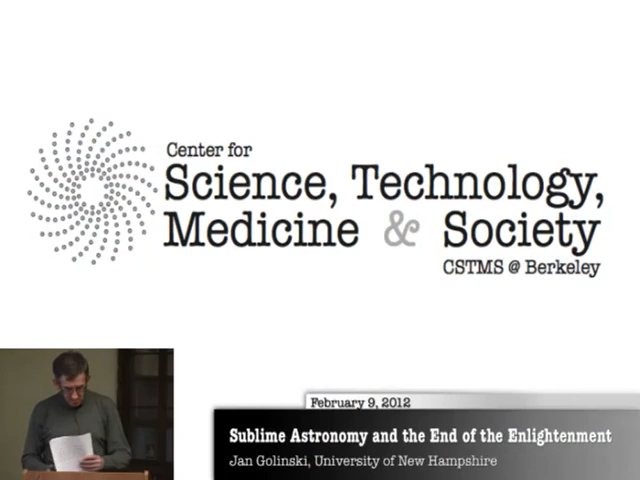 Center for
Science, Technology,
Medicine & Society
CSTMS @ Berkeley
February 9, 2012
Sublime Astronomy and the End of the Enlightenment
Jan Golinski, University of New Hampshire